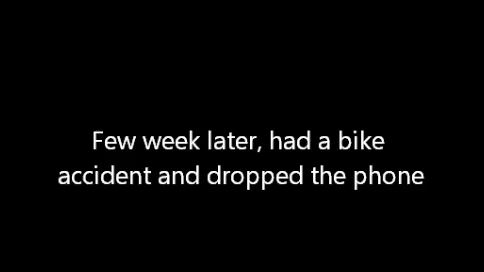 Few week later, had a bike
accident and dropped the phone